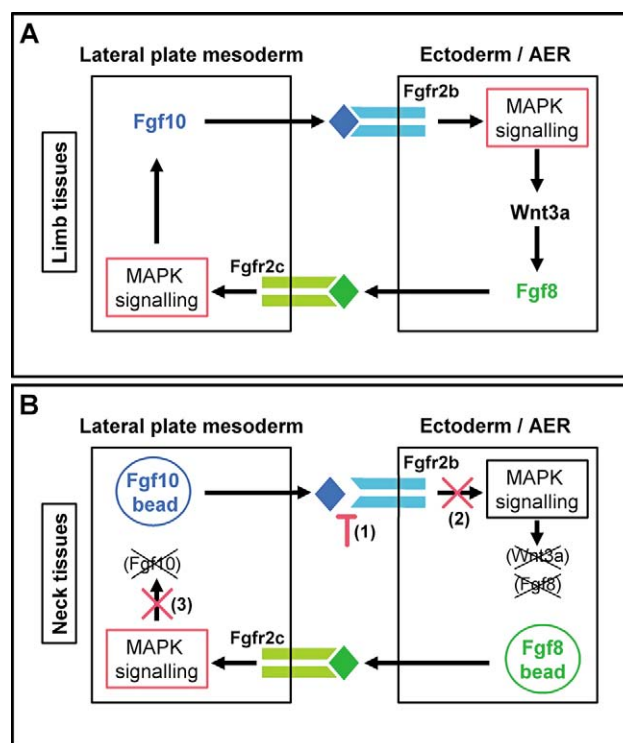 A
Lateral plate mesoderm
Ectoderm / AER
Limb tissues
Fgf10
Fgfr2b
MAPK
signalling
Wnt3a
Fgf8
Fgfr2c
MAPK
signalling
B
Lateral plate mesoderm
Ectoderm / AER
Neck tissues
Fgf10
bead
Fgfr2b
(1)
(2)
MAPK
signalling
(Wnt3a)
(Fgf8)
(Fgf10)
(3)
MAPK
signalling
Fgfr2c
Fgf8
bead